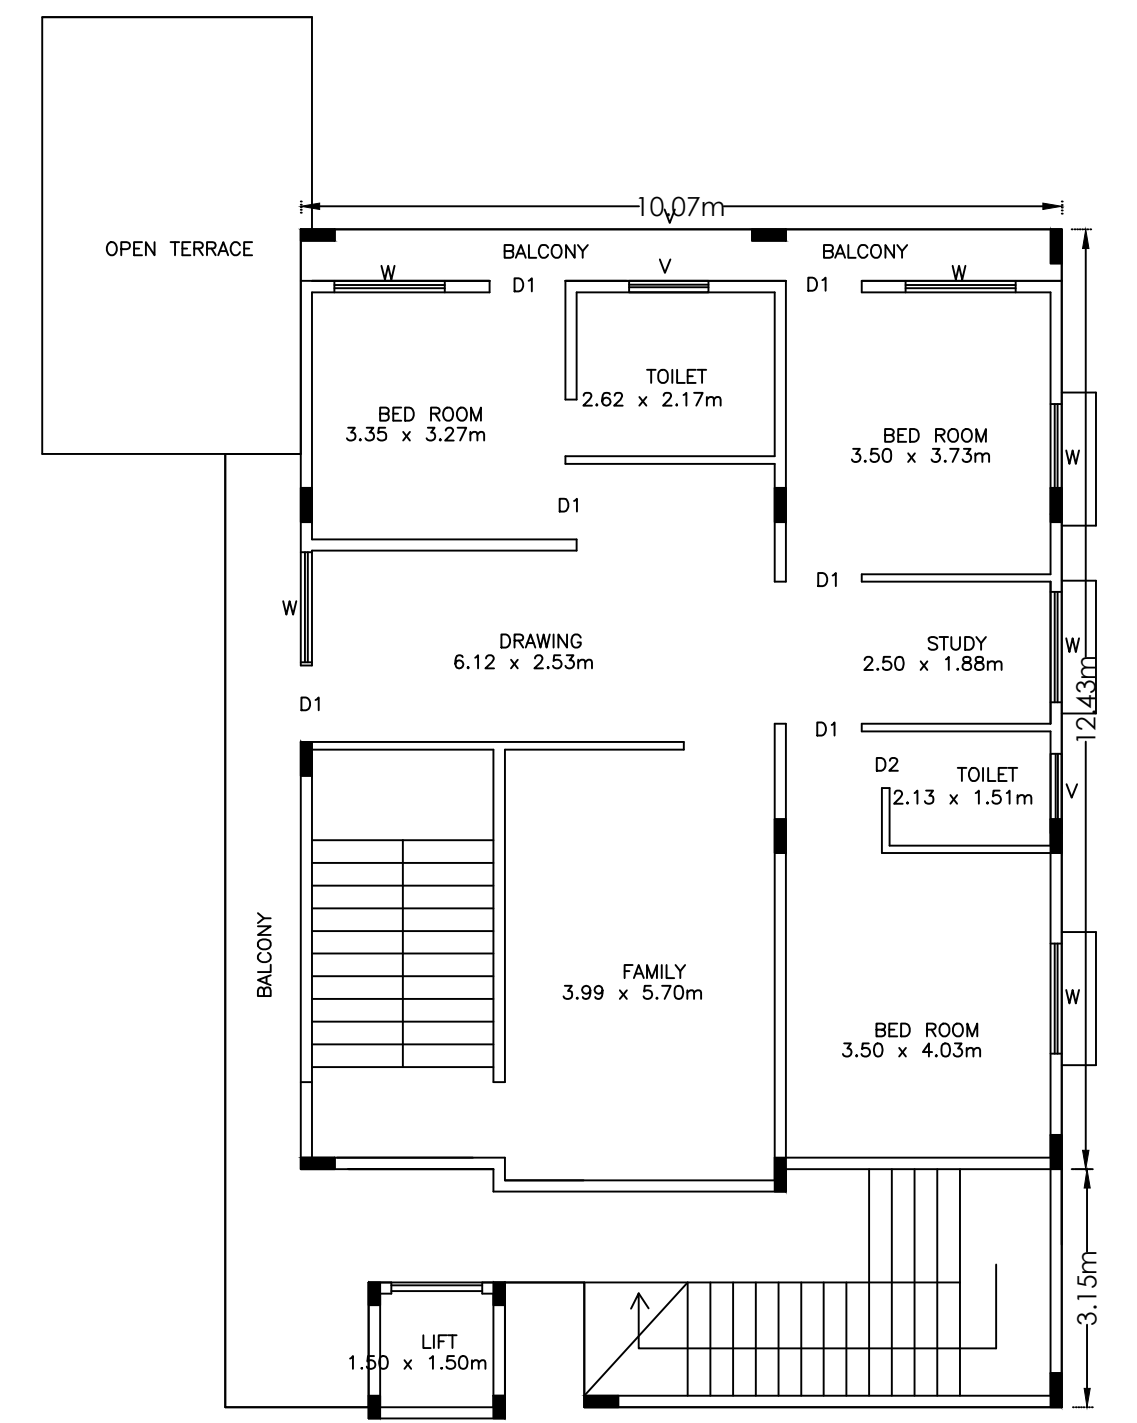 10.07m
V
OPEN TERRACE
BALCONY
BALCONY
W
D1
V
D1
W
TOILET
2.62 x 2.17m
BED ROOM
3.35 x 3.27m
BED ROOM
3.50 x 3.73m
W
D1
D1
W
DRAWING
6.12 x 2.53m
STUDY
2.50 x 1.88m
W
12.43m
D1
D1
D2
TOILET
2.13 x 1.51m
V
BALCONY
FAMILY
3.99 x 5.70m
W
BED ROOM
3.50 x 4.03m
3.15m
LIFT
1.50 x 1.50m